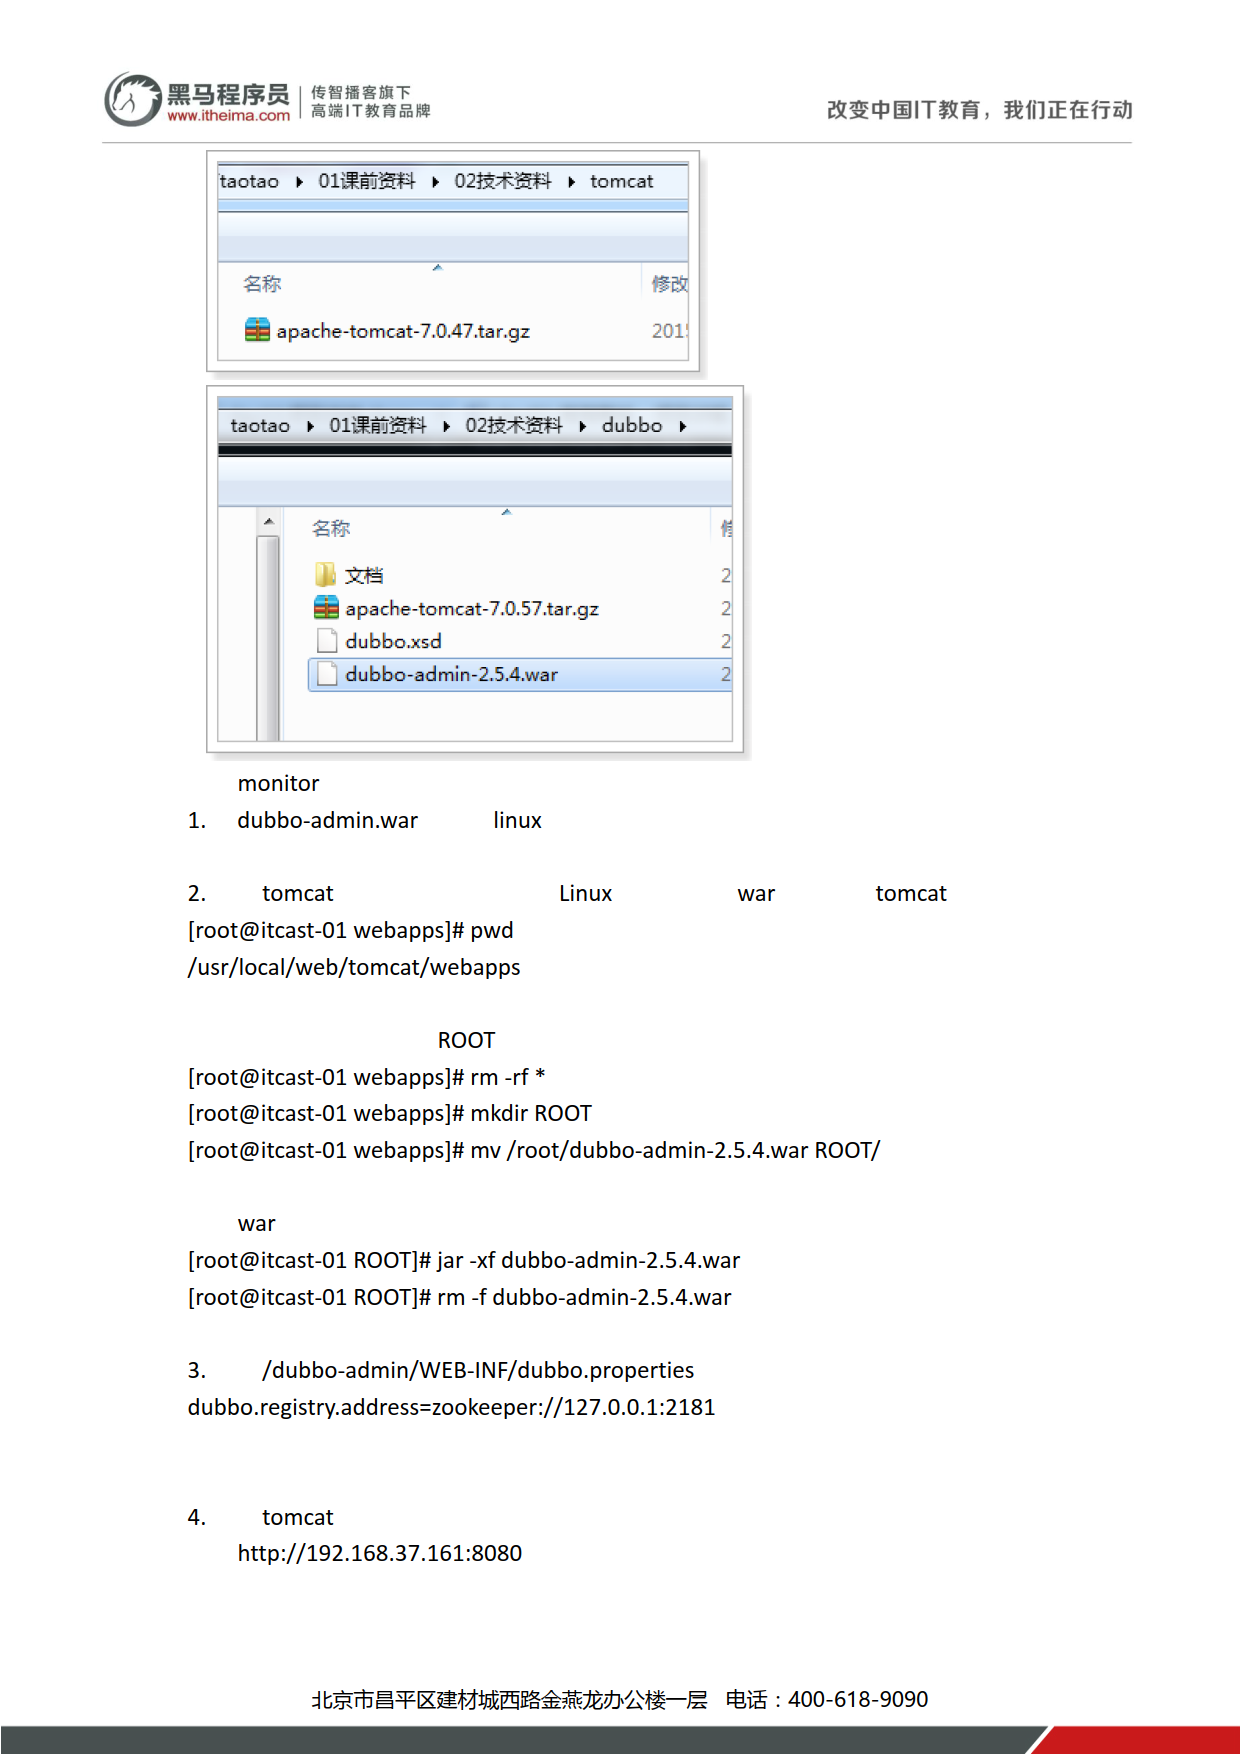 黑马程序员
www.itheima.com
传智播客旗下
高端IT教育品牌
改变中国IT教育，我们正在行动
taotao 01课前资料 02技术资料 tomcat
名称 修改
apache-tomcat-7.0.47.tar.gz 201
taotao 01课前资料 02技术资料 dubbo
名称
文档 2
apache-tomcat-7.0.57.tar.gz 2
dubbo.xsd 2
dubbo-admin-2.5.4.war 2
monitor
1. dubbo-admin.war linux
2. tomcat Linux war tomcat
[root@itcast-01 webapps]# pwd
/usr/local/web/tomcat/webapps
ROOT
[root@itcast-01 webapps]# rm -rf *
[root@itcast-01 webapps]# mkdir ROOT
[root@itcast-01 webapps]# mv /root/dubbo-admin-2.5.4.war ROOT/
war
[root@itcast-01 ROOT]# jar -xf dubbo-admin-2.5.4.war
[root@itcast-01 ROOT]# rm -f dubbo-admin-2.5.4.war
3. /dubbo-admin/WEB-INF/dubbo.properties
dubbo.registry.address=zookeeper://127.0.0.1:2181
4. tomcat
http://192.168.37.161:8080
北京市昌平区建材城西路金燕龙办公楼一层 电话：400-618-9090